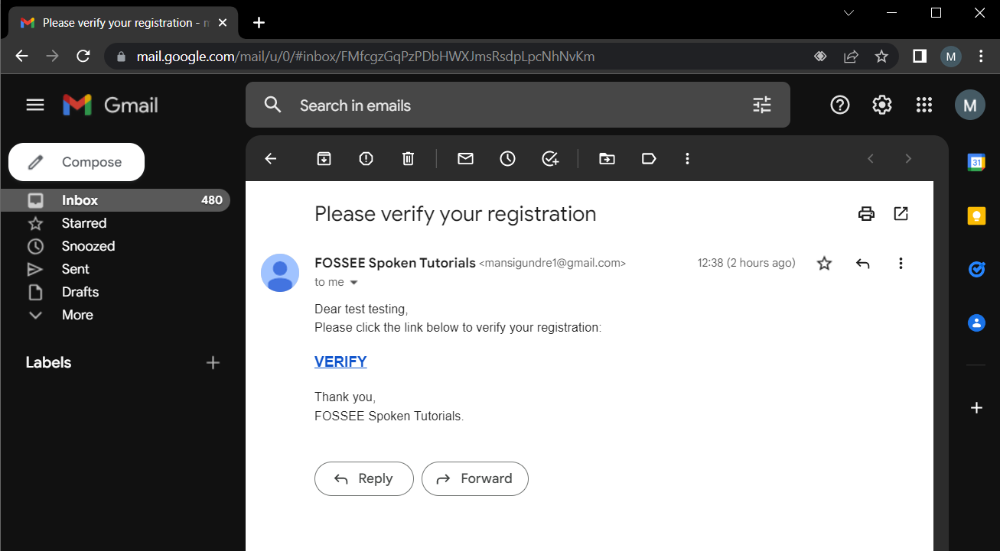 Please verify your registration - m
mail.google.com/mail/u/0/#inbox/FMfcgzGqPzPDbHWXJmsRsdpLpcNhNvKm
M
Gmail
Search in emails
M
Compose
31
Inbox 480
Starred
Snoozed
Sent
Drafts
More
Labels
Please verify your registration
FOSSEE Spoken Tutorials <mansigundre1@gmail.com> 12:38 (2 hours ago)
to me
Dear test testing,
Please click the link below to verify your registration:
VERIFY
Thank you,
FOSSEE Spoken Tutorials.
Reply Forward